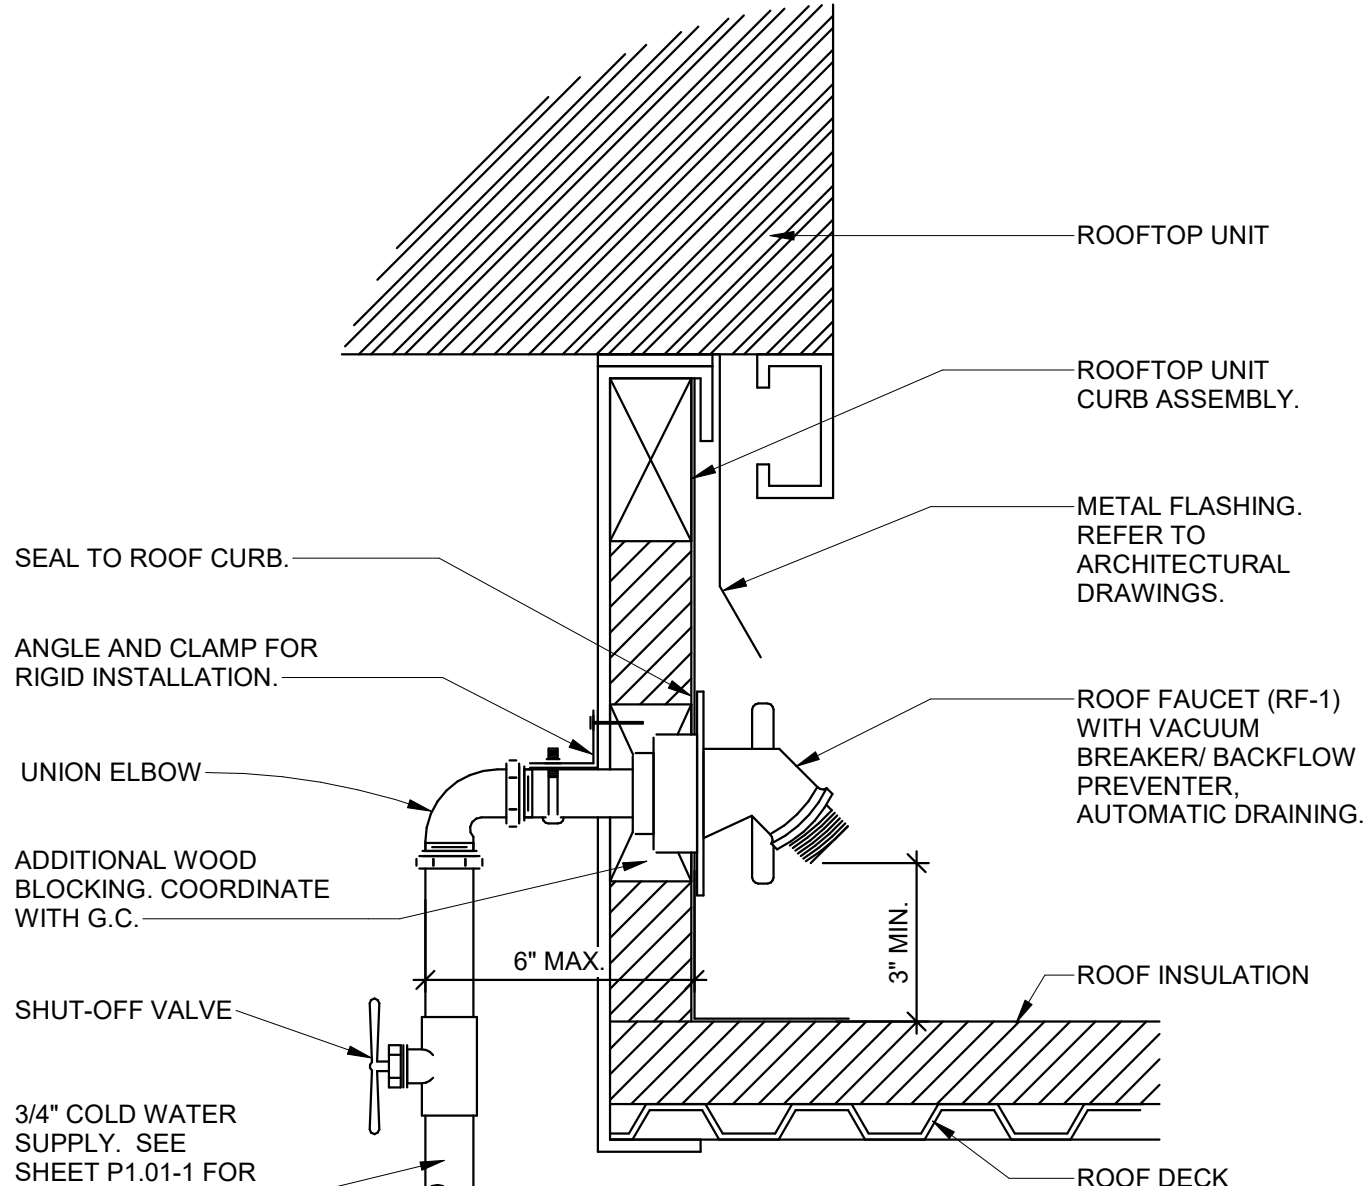 ROOFTOP UNIT
ROOFTOP UNIT
CURB ASSEMBLY.
METAL FLASHING.
REFER TO
ARCHITECTURAL
DRAWINGS.
SEAL TO ROOF CURB.
ANGLE AND CLAMP FOR
RIGID INSTALLATION.
ROOF FAUCET (RF-1)
WITH VACUUM
BREAKER/ BACKFLOW
PREVENTER,
AUTOMATIC DRAINING.
UNION ELBOW
ADDITIONAL WOOD
BLOCKING. COORDINATE
WITH G.C.
6" MAX.
3" MIN.
ROOF INSULATION
SHUT-OFF VALVE
3/4" COLD WATER
SUPPLY.  SEE
SHEET P1.01-1 FOR
ROOF DECK